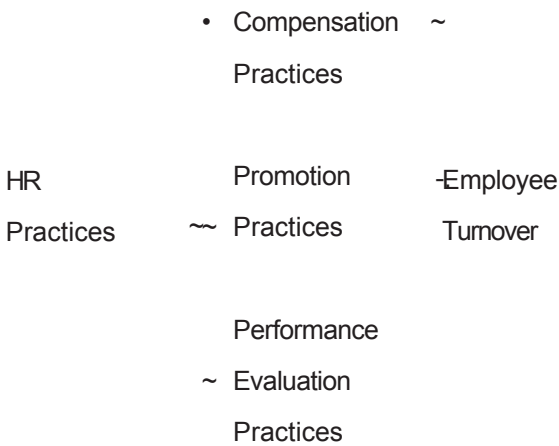 • Compensation ~
Practices
HR Promotion -Employee
Practices ~~ Practices Turnover
Performance
~ Evaluation
Practices